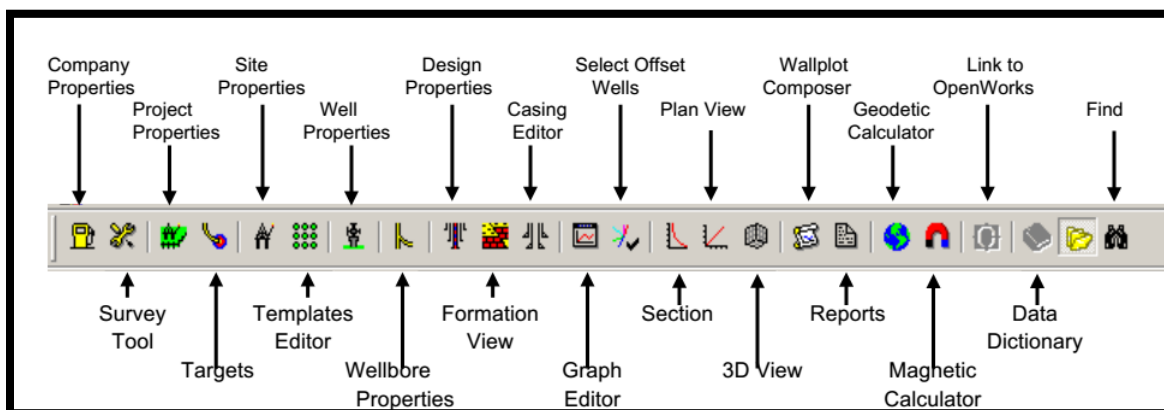 Company
Properties
Project
Properties
Site
Properties
Well
Properties
Design
Properties
Casing
Editor
Select Offset
Wells
Plan View
Wallplot
Composer
Geodetic
Calculator
Link to
OpenWorks
Find
Survey
Tool
Targets
Templates
Editor
Wellbore
Properties
Formation
View
Graph
Editor
Section
3D View
Reports
Magnetic
Calculator
Data
Dictionary